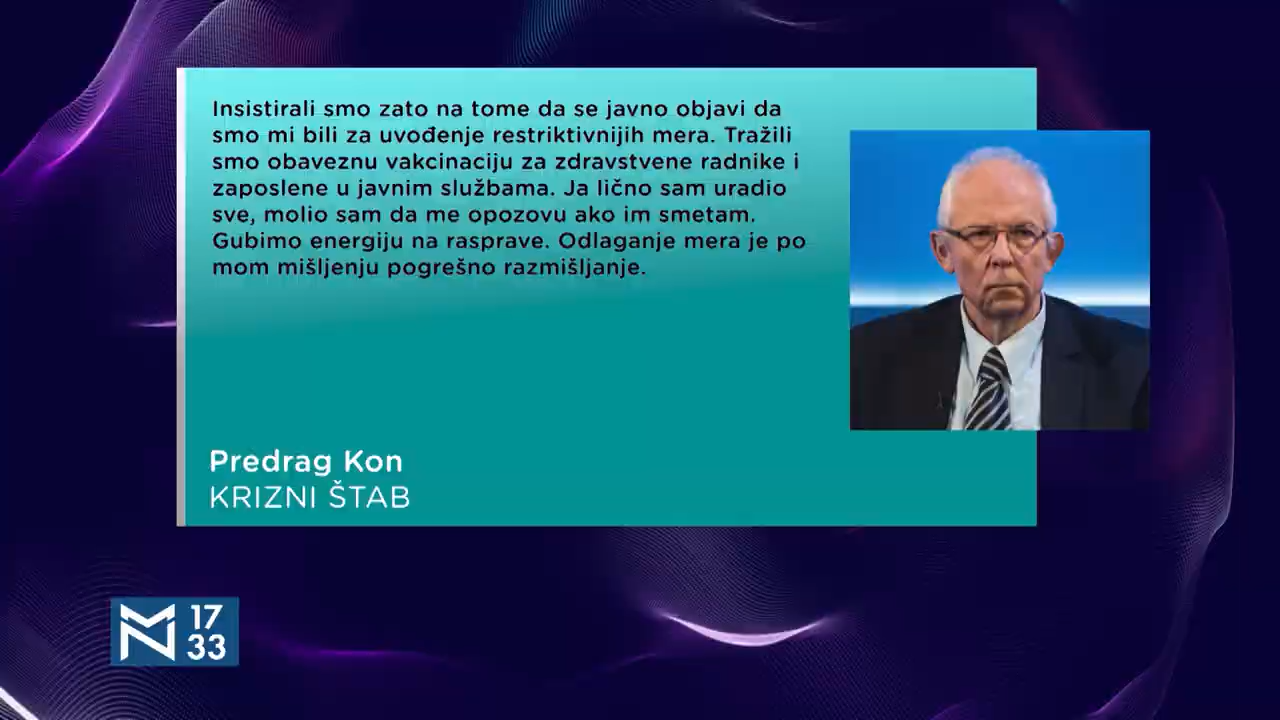 Insistirali smo zato na tome da se javno objavi da
smo mi bili za uvođenje restriktivnijih mera. Tražili
smo obaveznu vakcinaciju za zdravstvene radnike i
zaposlene u javnim službama. Ja lično sam uradio
sve, molio sam da me opozovu ako im smetam.
Gubimo energiju na rasprave. Odlaganje mera je po
mom mišljenju pogrešno razmišljanje.
Predrag Kon
KRIZNI ŠTAB
17
33